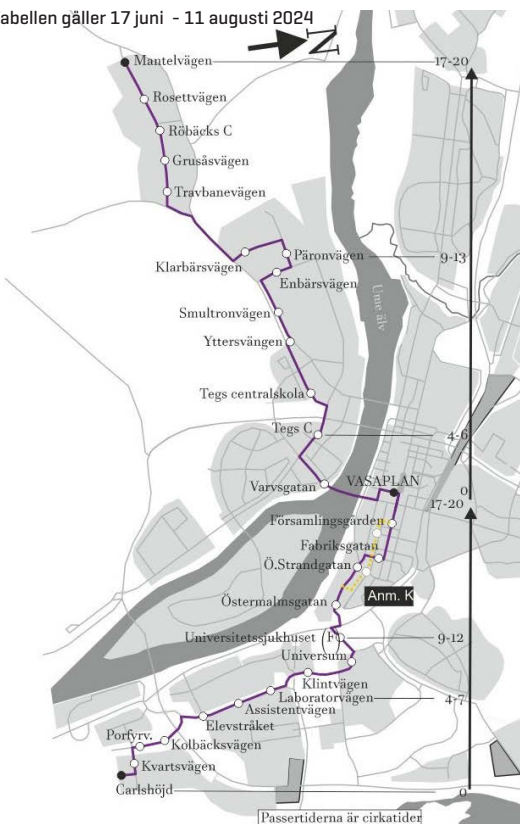 abellen gäller 17 juni - 11 augusti 2024
N
Mantelvägen
17-20
Rosettvägen
Röbäcks C
Grusåsvägen
Travbanevägen
Klarbärsvägen
Päronvägen
9-13
Enbärsvägen
Ume älv
Smultronvägen
Yttersvängen
Tegs centralskola
Tegs C
4-6
Varvsgatan
VASAPLAN
0
17-20
Församlingsgården
Fabriksgatan
Ö.Strandgatan
Anm. K
Östermalmsgatan
Universitetssjukhuset (F)
9-12
Universum
Klintvägen
Laboratorvägen
4-7
Assistentvägen
Elevstråket
Porfyrv.
Kolbäcksvägen
Kvartsvägen
Carlshöjd
0
Passertiderna är cirkatider